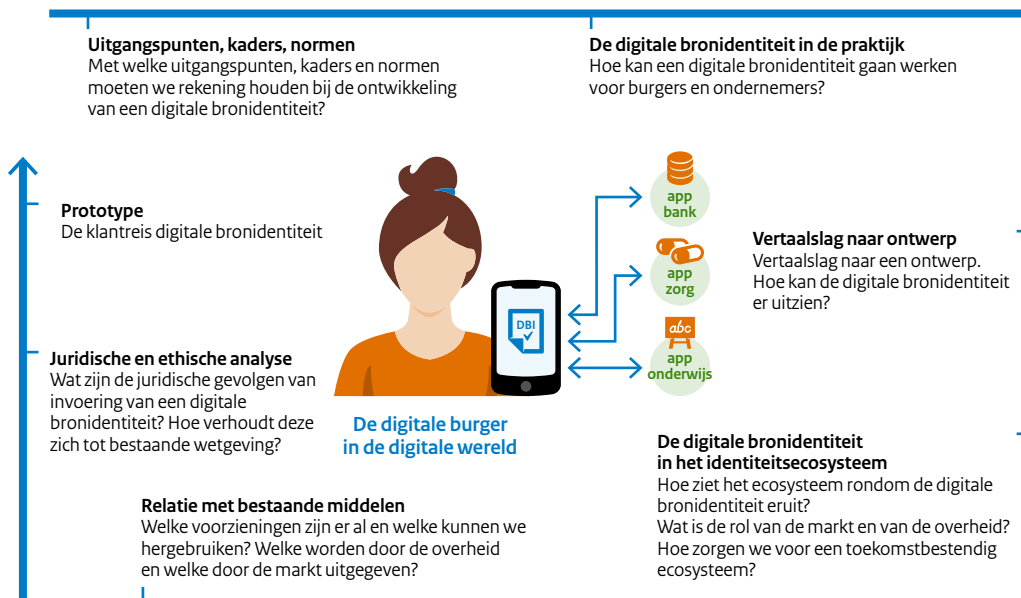 Uitgangspunten, kaders, normen
Met welke uitgangspunten, kaders en normen
moeten we rekening houden bij de ontwikkeling
van een digitale bronidentiteit?
De digitale bronidentiteit in de praktijk
Hoe kan een digitale bronidentiteit gaan werken
voor burgers en ondernemers?
Prototype
De klantreis digitale bronidentiteit
app
bank
app
zorg
abc
app
onderwijs
DBI
Vertaalslag naar ontwerp
Vertaalslag naar een ontwerp.
Hoe kan de digitale bronidentiteit
er uitzien?
Juridische en ethische analyse
Wat zijn de juridische gevolgen van
invoering van een digitale
bronidentiteit? Hoe verhoudt deze
zich tot bestaande wetgeving?
De digitale burger
in de digitale wereld
De digitale bronidentiteit
in het identiteitsecosysteem
Hoe ziet het ecosysteem rondom de digitale
bronidentiteit eruit?
Wat is de rol van de markt en van de overheid?
Hoe zorgen we voor een toekomstbestendig
ecosysteem?
Relatie met bestaande middelen
Welke voorzieningen zijn er al en welke kunnen we
hergebruiken? Welke worden door de overheid
en welke door de markt uitgegeven?